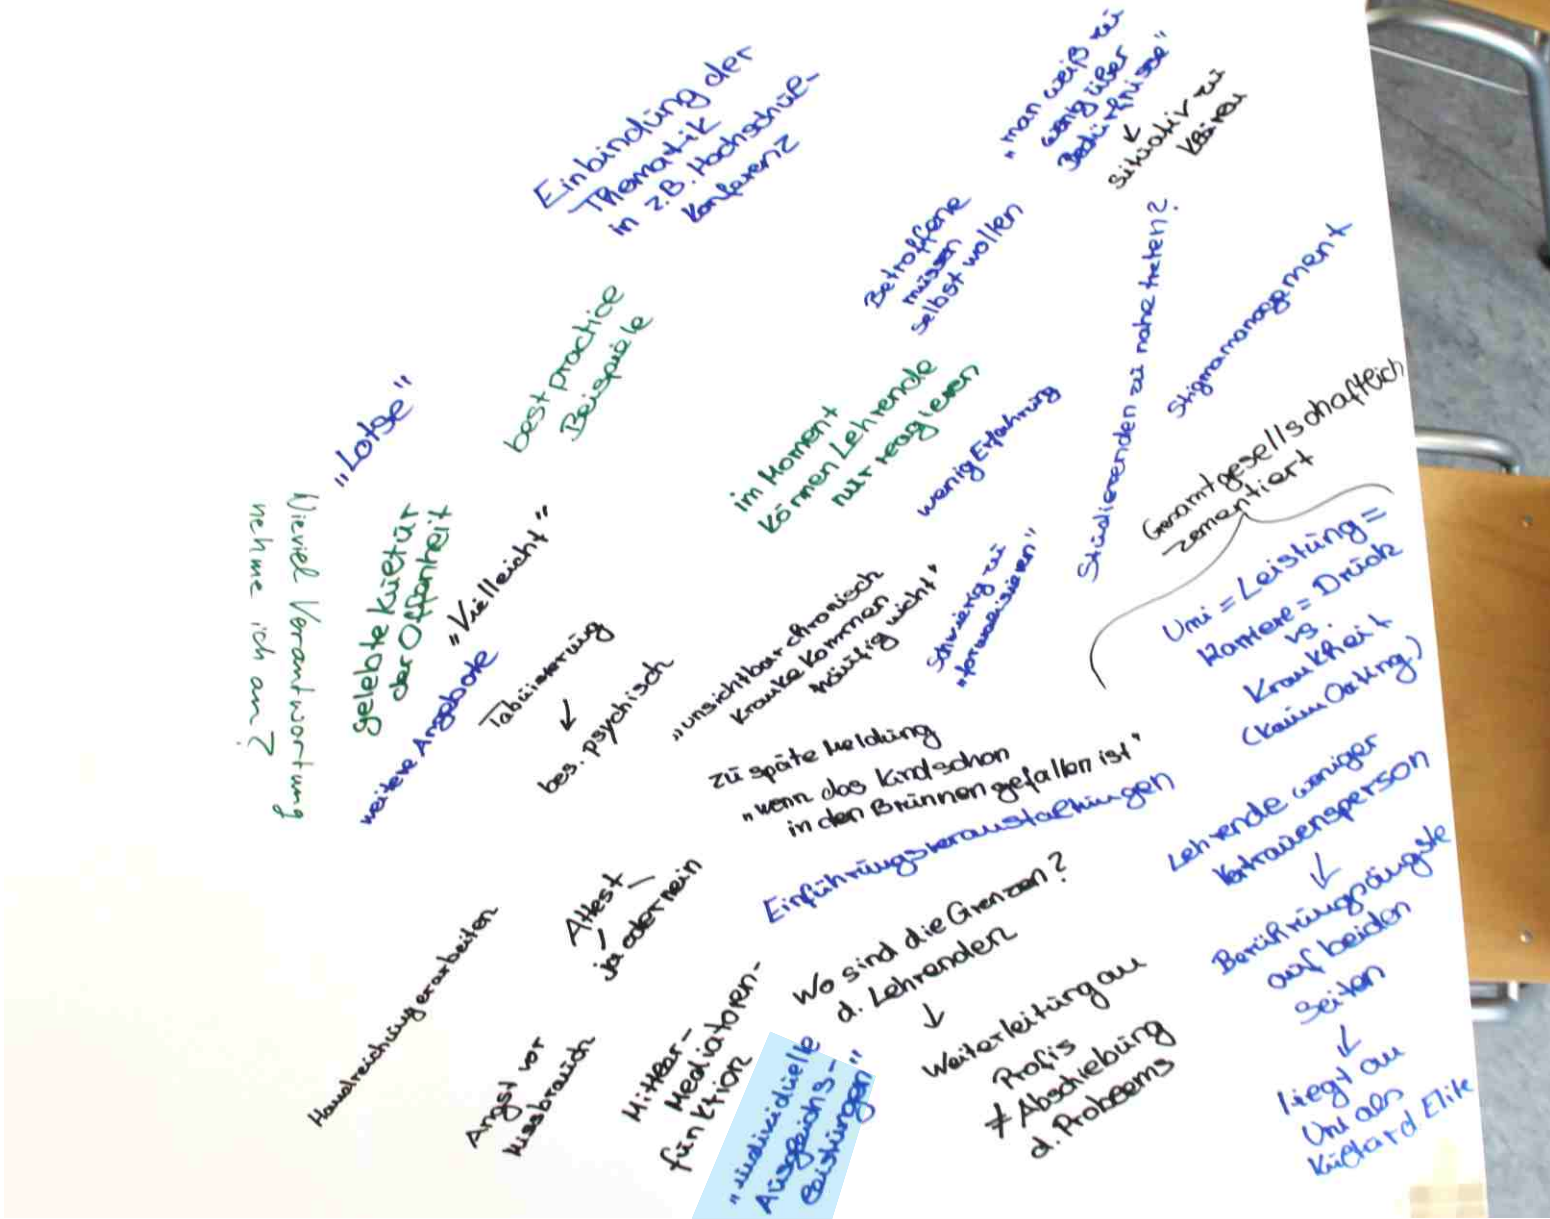 Einbindung der
Thematik
in z.B. Hochschul-
konferenz
„man weiß zu
wenig über
Bedürfnisse"
↙
situativ zu
klären
Betroffene
müssen
selbst wollen
Studierenden zu nahe treten?
Stigmamanagement
best practice
Beispiele
„Lotse"
im Moment
können Lehrende
nur reagieren
wenig Erfahrung
Gesamtgesellschaftlich
zementiert
Uni = Leistung =
Karriere = Druck
vs.
Krankheit
(kaum Outing)
Wieviel Verantwortung
nehme ich an?
gelebte Kultur
der Offenheit
„Vielleicht"
weitere Angebote
Tabuisierung
↓
bes. psychisch
„unsichtbar chronisch
Kranke kommen
häufig nicht"
Schwierig zu
„formalisieren"
zu späte Meldung
„wenn das Kind schon
in den Brunnen gefallen ist"
Einführungsveranstaltungen
Lehrende weniger
Vertrauensperson
↓
Berührungsängste
auf beiden
Seiten
↓
liegt an
Uni als
Attest
ja oder nein
Wo sind die Grenzen?
d. Lehrenden
↓
Weiterleitung an
Profis
≠ Abschiebung
d. Problems
Handreichung erarbeiten
Angst vor
Missbrauch
Mittler-
Mediatoren-
funktion
„individuelle
Ausgleichs-
leistungen"